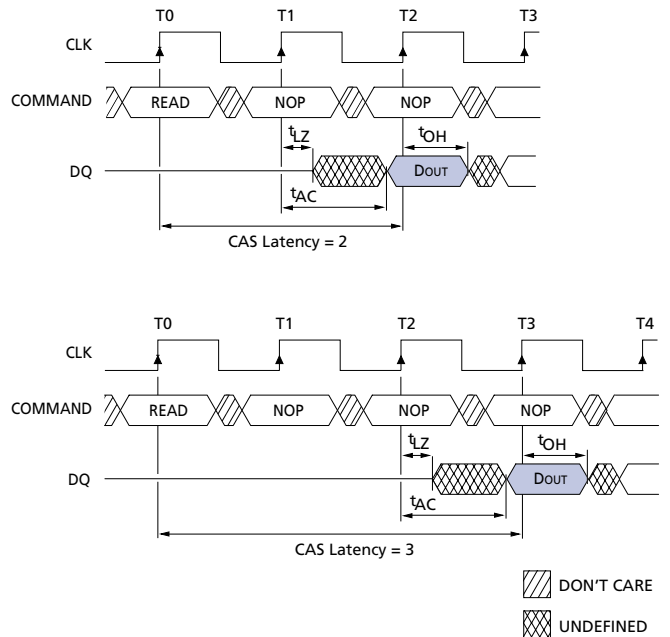 T0 T1 T2 T3
CLK
COMMAND READ NOP NOP
tLZ tOH
DQ DOUT
tAC
CAS Latency = 2
T0 T1 T2 T3 T4
CLK
COMMAND READ NOP NOP NOP
tLZ tOH
DQ DOUT
tAC
CAS Latency = 3
DON'T CARE
UNDEFINED